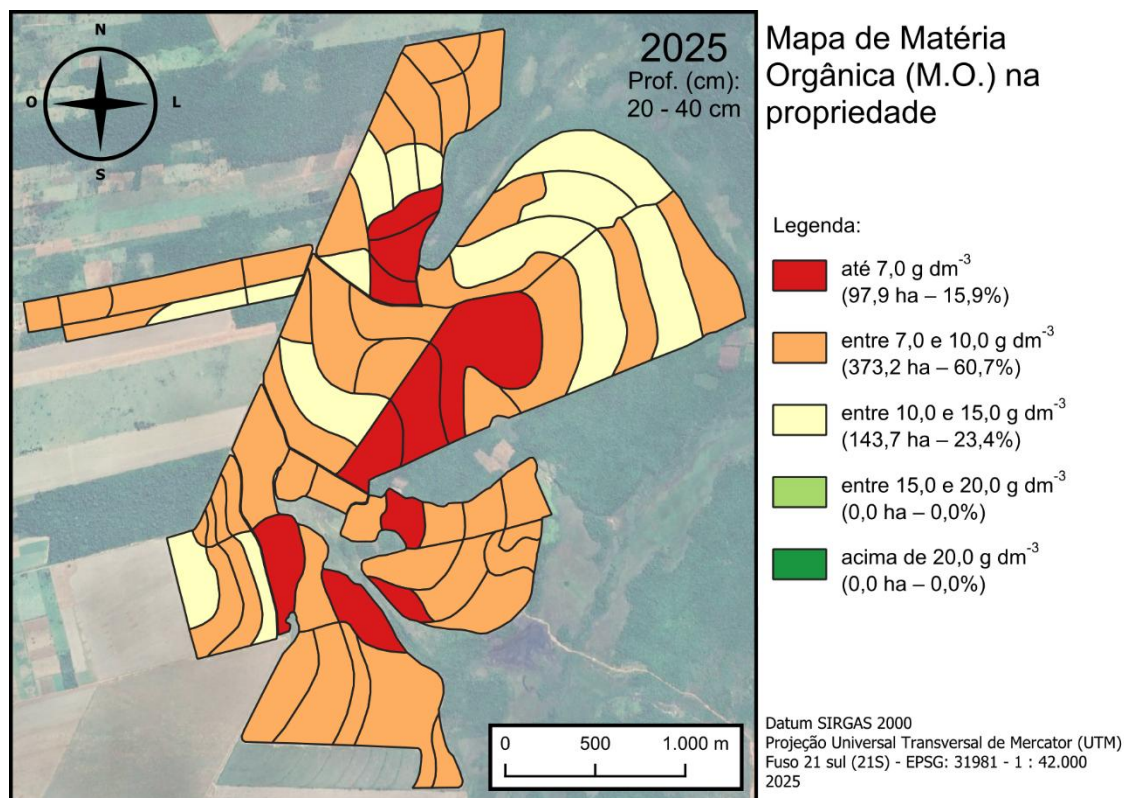 N
O
L
S
2025
Prof. (cm):
20 - 40 cm
0
500
1.000 m
Mapa de Matéria
Orgânica (M.O.) na
propriedade
Legenda:
até 7,0 g dm⁻³
(97,9 ha – 15,9%)
entre 7,0 e 10,0 g dm⁻³
(373,2 ha – 60,7%)
entre 10,0 e 15,0 g dm⁻³
(143,7 ha – 23,4%)
entre 15,0 e 20,0 g dm⁻³
(0,0 ha – 0,0%)
acima de 20,0 g dm⁻³
(0,0 ha – 0,0%)
Datum SIRGAS 2000
Projeção Universal Transversal de Mercator (UTM)
Fuso 21 sul (21S) - EPSG: 31981 - 1 : 42.000
2025